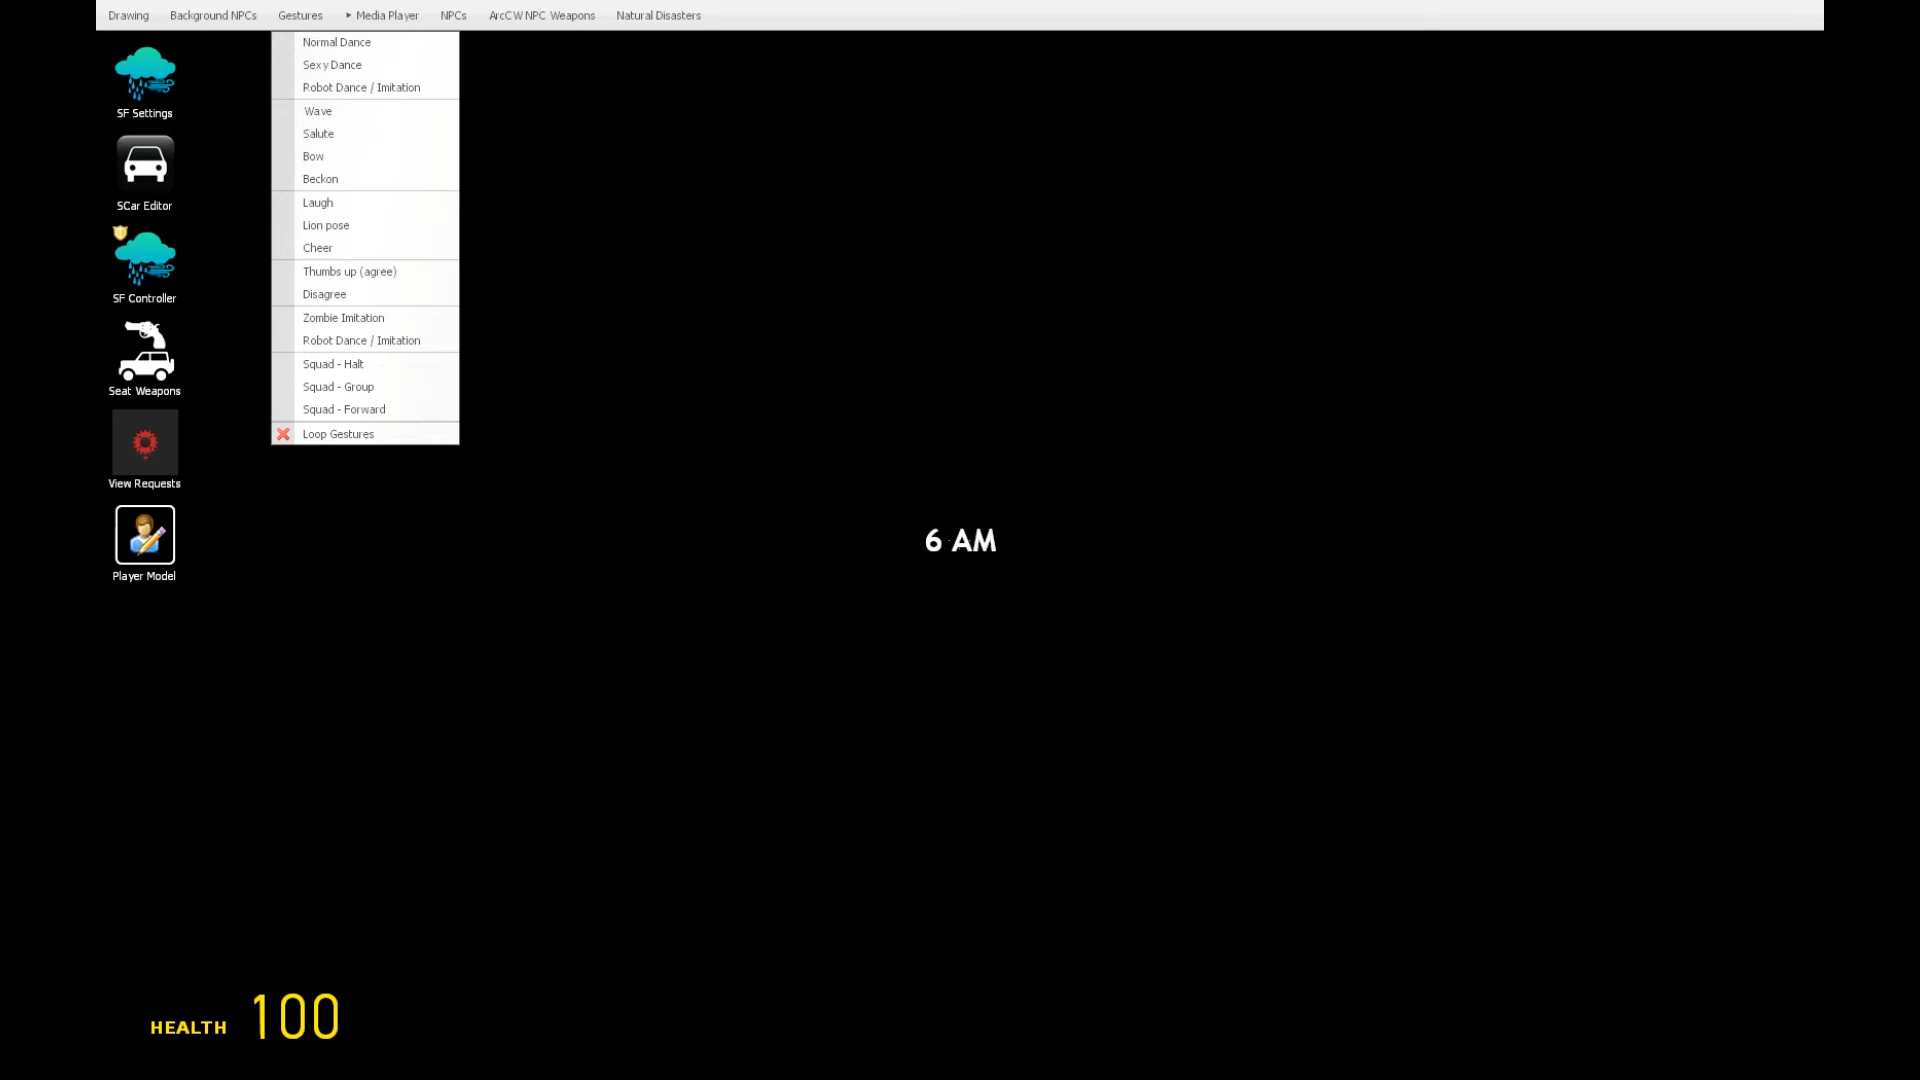 Drawing Background NPCs Gestures Media Player NPCs ArcCW NPC Weapons Natural Disasters
SF Settings
SCar Editor
SF Controller
Seat Weapons
View Requests
Player Model
Normal Dance
Sexy Dance
Robot Dance / Imitation
Wave
Salute
Bow
Beckon
Laugh
Lion pose
Cheer
Thumbs up (agree)
Disagree
Zombie Imitation
Robot Dance / Imitation
Squad - Halt
Squad - Group
Squad - Forward
Loop Gestures
6 AM
HEALTH 100